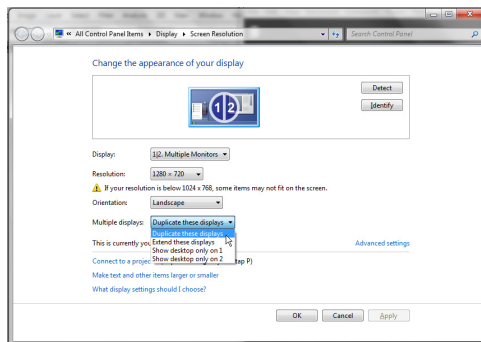 « All Control Panel Items ▸ Display ▸ Screen Resolution
Search Control Panel
Change the appearance of your display
1|2
Detect
Identify
Display: 1|2. Multiple Monitors
Resolution: 1280 × 720
If your resolution is below 1024 x 768, some items may not fit on the screen.
Orientation: Landscape
Multiple displays: Duplicate these displays
Duplicate these displays
This is currently you
Extend these displays
Advanced settings
Show desktop only on 1
Connect to a projec
tap P)
Show desktop only on 2
Make text and other items larger or smaller
What display settings should I choose?
OK Cancel Apply